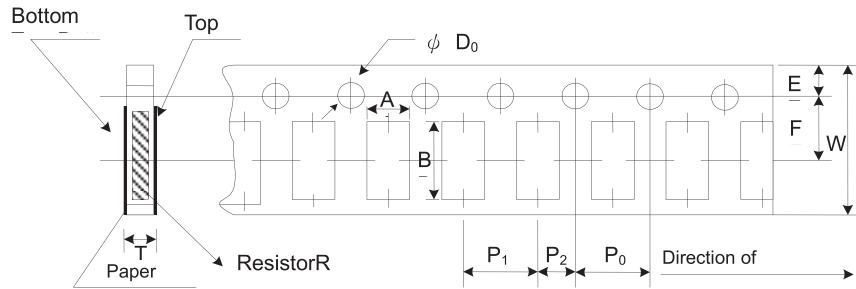 Bottom
Top
ψ D₀
A
B
E
F
W
T
Paper
ResistorR
P₁
P₂
P₀
Direction of